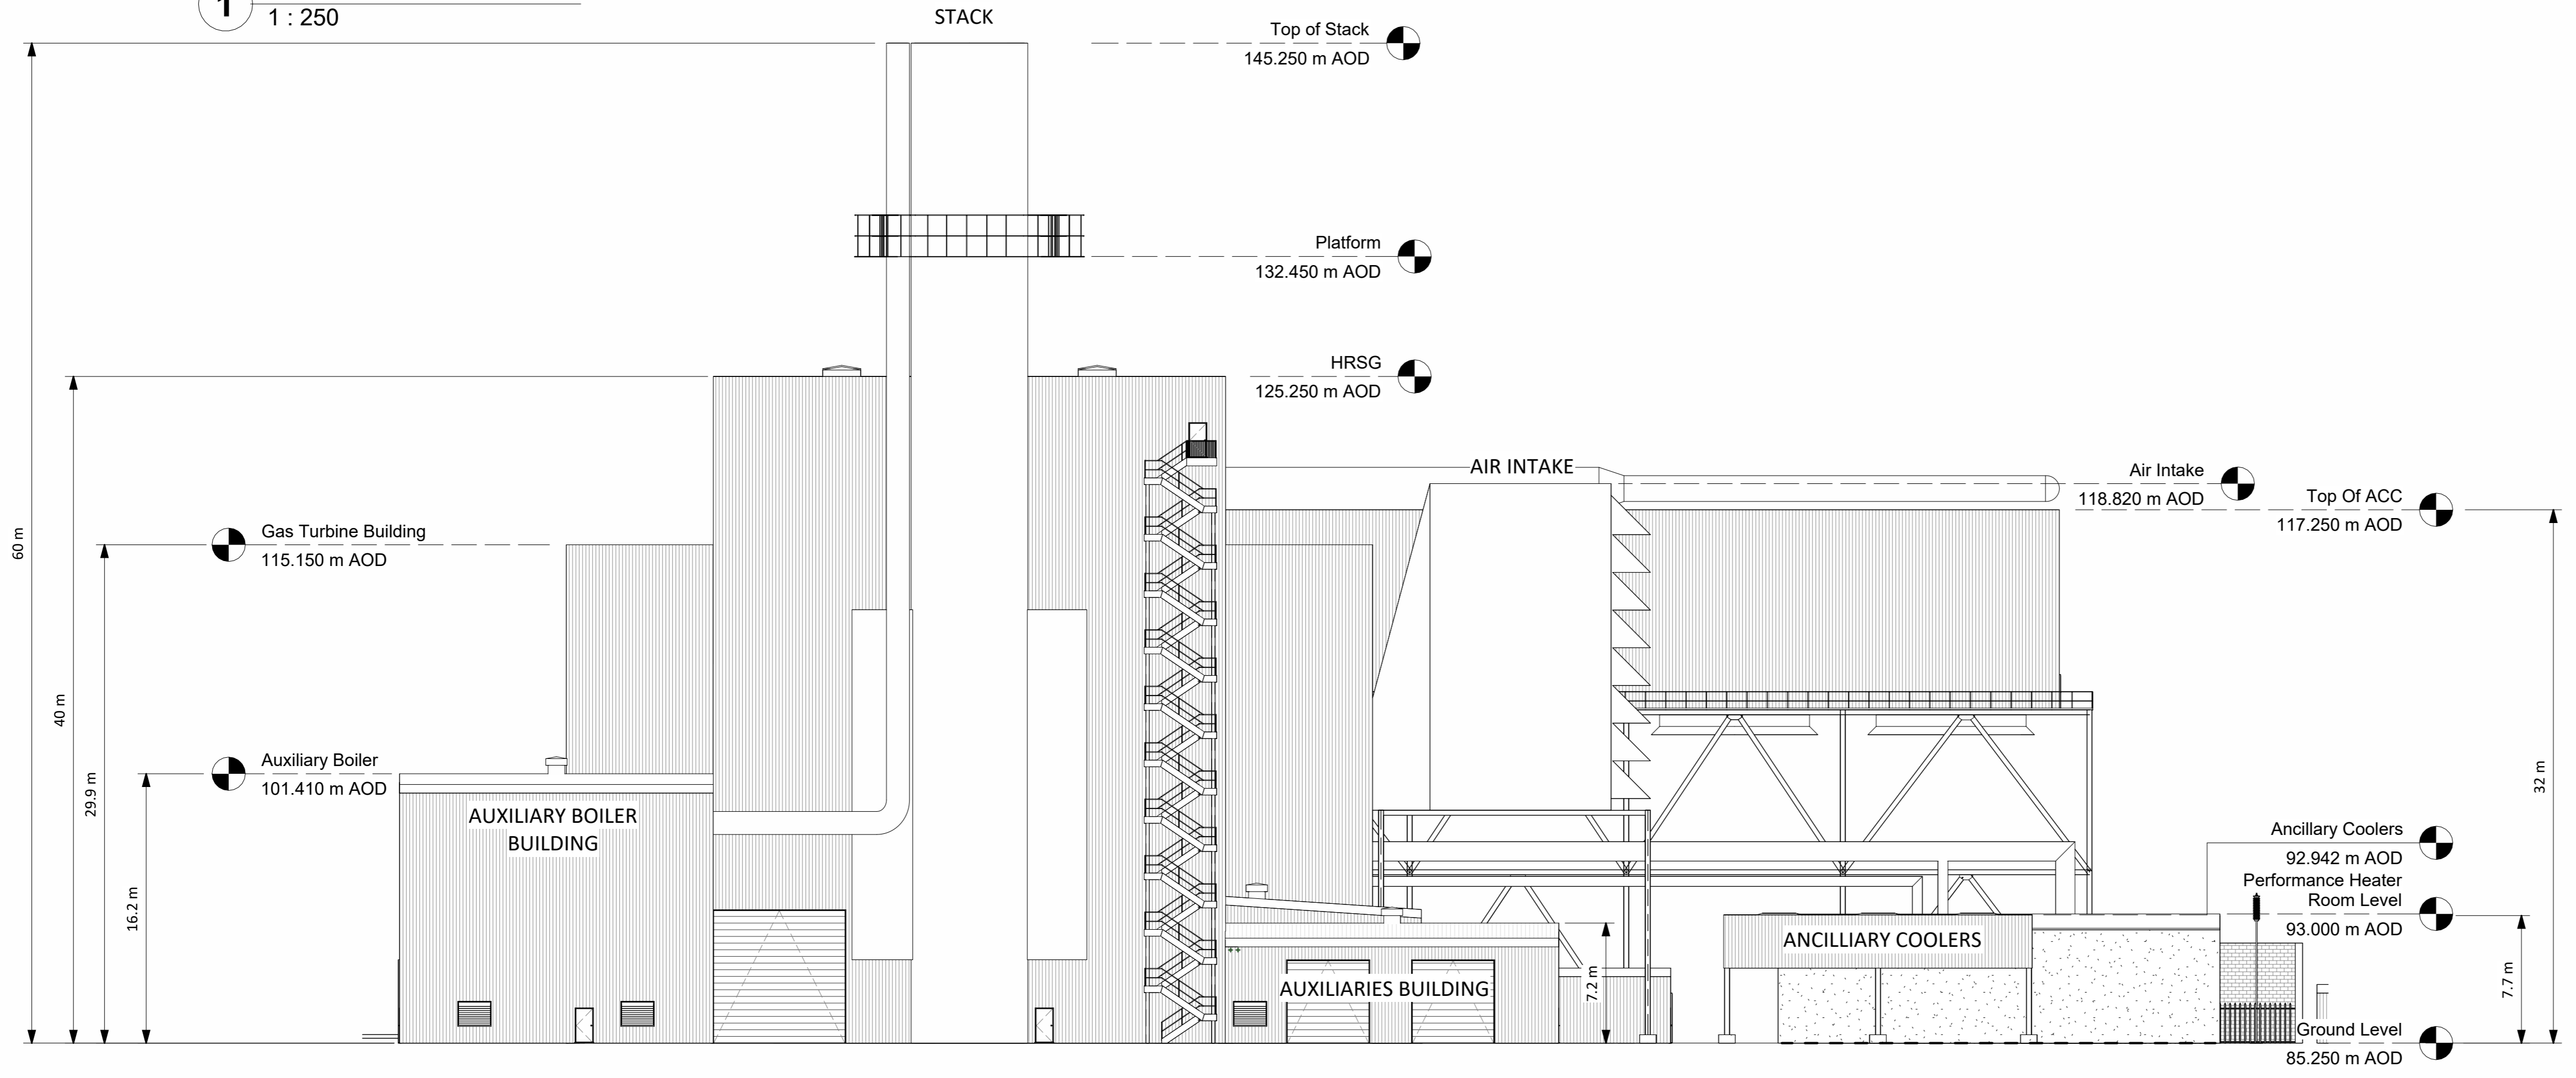 1
1 : 250
STACK
Top of Stack
145.250 m AOD
Platform
132.450 m AOD
HRSG
125.250 m AOD
AIR INTAKE
Air Intake
118.820 m AOD
Top Of ACC
117.250 m AOD
Gas Turbine Building
115.150 m AOD
60 m
40 m
29.9 m
16.2 m
Auxiliary Boiler
101.410 m AOD
AUXILIARY BOILER
BUILDING
32 m
Ancillary Coolers
92.942 m AOD
Performance Heater
Room Level
93.000 m AOD
ANCILLIARY COOLERS
AUXILIARIES BUILDING
7.2 m
7.7 m
Ground Level
85.250 m AOD